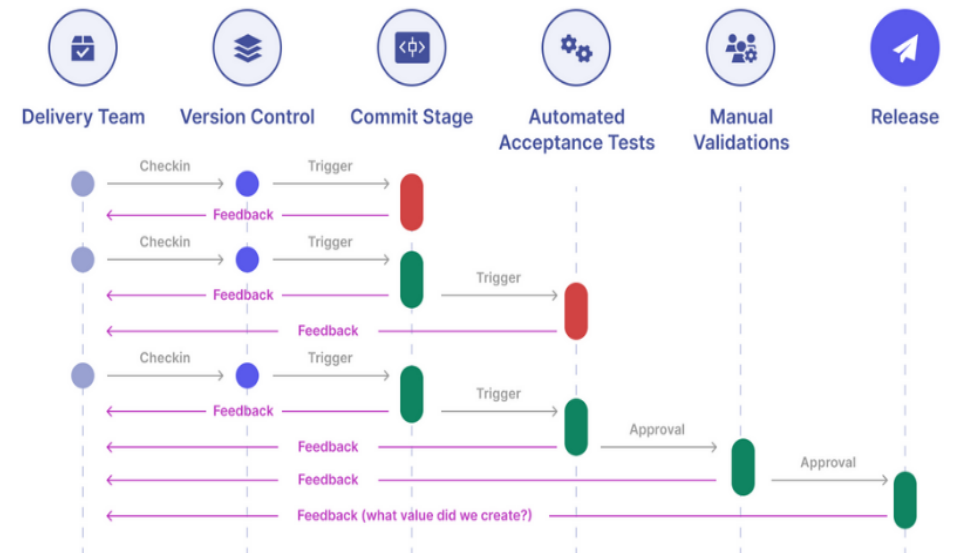 Delivery Team
Version Control
Commit Stage
Automated
Acceptance Tests
Manual
Validations
Release
Checkin
Trigger
Feedback
Checkin
Trigger
Trigger
Feedback
Feedback
Checkin
Trigger
Trigger
Feedback
Approval
Feedback
Approval
Feedback
Feedback (what value did we create?)